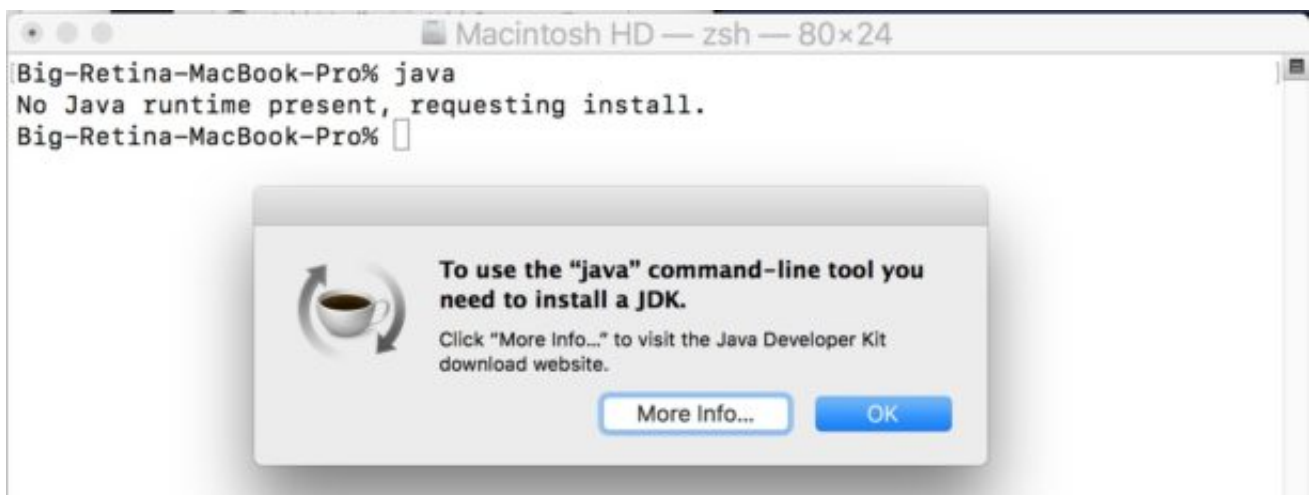 Macintosh HD — zsh — 80×24
[Big-Retina-MacBook-Pro% java ]
No Java runtime present, requesting install.
Big-Retina-MacBook-Pro%
To use the “java” command-line tool you
need to install a JDK.
Click “More Info...” to visit the Java Developer Kit
download website.
More Info...
OK